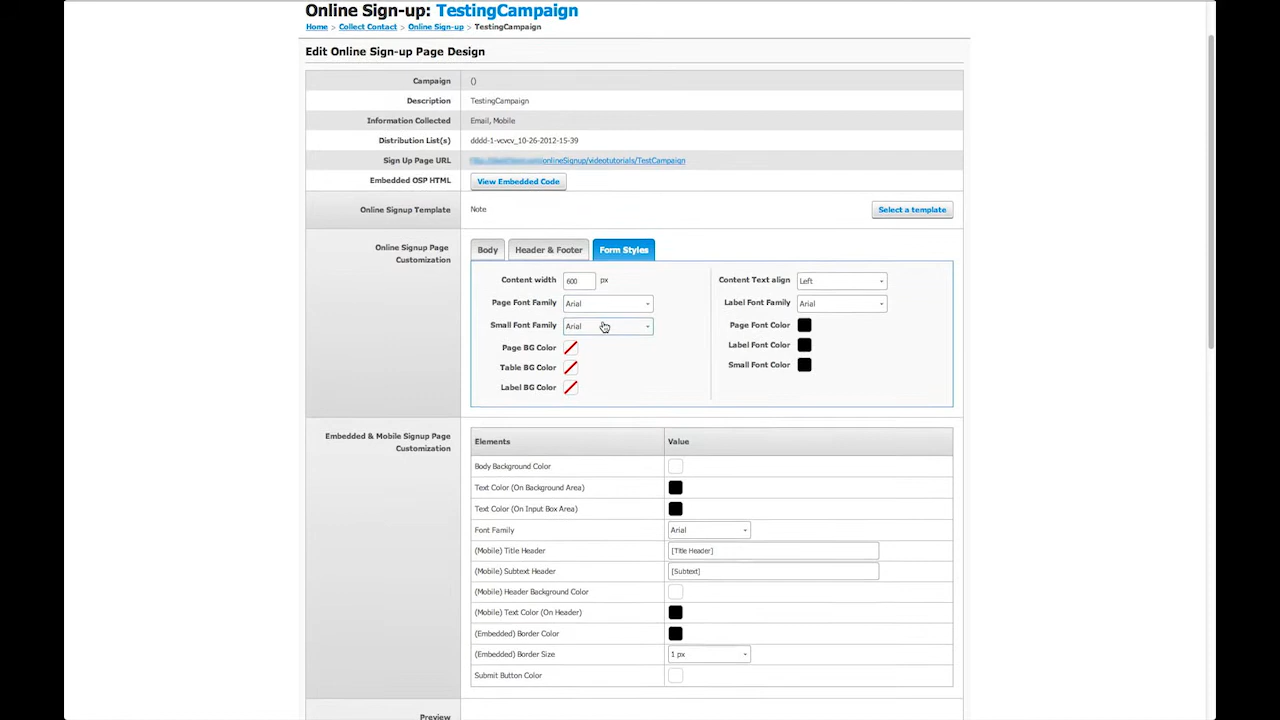 Online Sign-up: TestingCampaign
Home > Collect Contact > Online Sign-up > TestingCampaign
Edit Online Sign-up Page Design
Campaign ()
Description TestingCampaign
Information Collected Email, Mobile
Distribution List(s) dddd-1-vcvcv_10-26-2012-15-39
Sign Up Page URL onlineSignup/videotutorials/TestCampaign
Embedded OSP HTML View Embedded Code
Online Signup Template Note Select a template
Online Signup Page
Customization
Body Header & Footer Form Styles
Content width 600 px Content Text align Left
Page Font Family Arial Label Font Family Arial
Small Font Family Arial Page Font Color
Page BG Color Label Font Color
Table BG Color Small Font Color
Label BG Color
Embedded & Mobile Signup Page
Customization
Elements Value
Body Background Color
Text Color (On Background Area)
Text Color (On Input Box Area)
Font Family Arial
(Mobile) Title Header [Title Header]
(Mobile) Subtext Header [Subtext]
(Mobile) Header Background Color
(Mobile) Text Color (On Header)
(Embedded) Border Color
(Embedded) Border Size 1 px
Submit Button Color
Preview